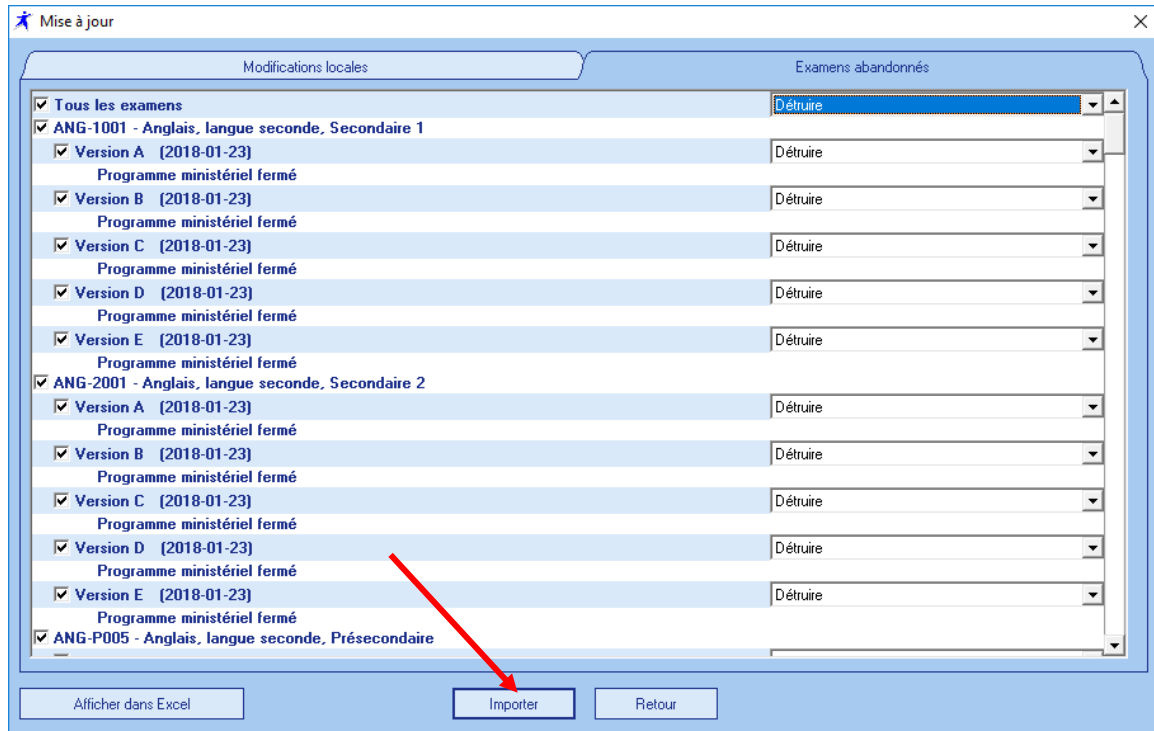 Mise à jour
Modifications locales
Examens abandonnés
Tous les examens Détruire
ANG-1001 - Anglais, langue seconde, Secondaire 1
Version A (2018-01-23) Détruire
Programme ministériel fermé
Version B (2018-01-23) Détruire
Programme ministériel fermé
Version C (2018-01-23) Détruire
Programme ministériel fermé
Version D (2018-01-23) Détruire
Programme ministériel fermé
Version E (2018-01-23) Détruire
Programme ministériel fermé
ANG-2001 - Anglais, langue seconde, Secondaire 2
Version A (2018-01-23) Détruire
Programme ministériel fermé
Version B (2018-01-23) Détruire
Programme ministériel fermé
Version C (2018-01-23) Détruire
Programme ministériel fermé
Version D (2018-01-23) Détruire
Programme ministériel fermé
Version E (2018-01-23) Détruire
Programme ministériel fermé
ANG-P005 - Anglais, langue seconde, Présecondaire
Afficher dans Excel
Importer
Retour